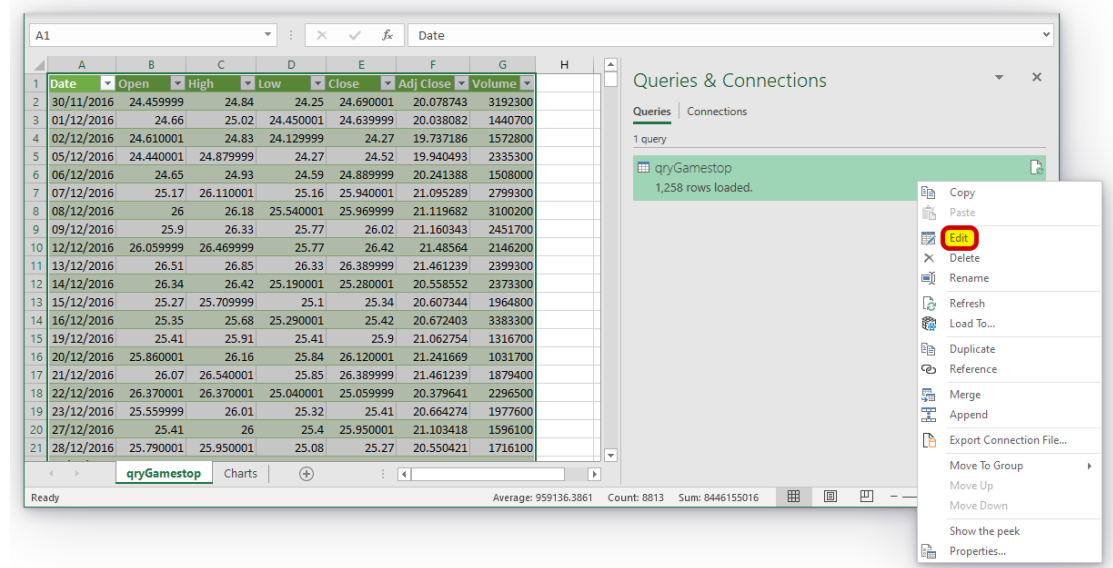 A1 fx Date
A B C D E F G H
1 Date Open High Low Close Adj Close Volume
2 30/11/2016 24.459999 24.84 24.25 24.690001 20.078743 3192300
3 01/12/2016 24.66 25.02 24.450001 24.639999 20.038082 1440700
4 02/12/2016 24.610001 24.83 24.129999 24.27 19.737186 1572800
5 05/12/2016 24.440001 24.879999 24.27 24.52 19.940493 2335300
6 06/12/2016 24.65 24.93 24.59 24.889999 20.241388 1508000
7 07/12/2016 25.17 26.110001 25.16 25.940001 21.095289 2799300
8 08/12/2016 26 26.18 25.540001 25.969999 21.119682 3100200
9 09/12/2016 25.9 26.33 25.77 26.02 21.160343 2451700
10 12/12/2016 26.059999 26.469999 25.77 26.42 21.48564 2146200
11 13/12/2016 26.51 26.85 26.33 26.389999 21.461239 2399300
12 14/12/2016 26.34 26.42 25.190001 25.280001 20.558552 2373300
13 15/12/2016 25.27 25.709999 25.1 25.34 20.607344 1964800
14 16/12/2016 25.35 25.68 25.290001 25.42 20.672403 3383300
15 19/12/2016 25.41 25.91 25.41 25.9 21.062754 1316700
16 20/12/2016 25.860001 26.16 25.84 26.120001 21.241669 1031700
17 21/12/2016 26.07 26.540001 25.85 26.389999 21.461239 1879400
18 22/12/2016 26.370001 26.370001 25.040001 25.059999 20.379641 2296500
19 23/12/2016 25.559999 26.01 25.32 25.41 20.664274 1977600
20 27/12/2016 25.41 26 25.4 25.950001 21.103418 1596100
21 28/12/2016 25.790001 25.950001 25.08 25.27 20.550421 1716100
qryGamestop Charts
Ready Average: 959136.3861 Count: 8813 Sum: 8446155016
Queries & Connections
Queries Connections
1 query
qryGamestop
1,258 rows loaded.
Copy
Paste
Edit
Delete
Rename
Refresh
Load To...
Duplicate
Reference
Merge
Append
Export Connection File...
Move To Group
Move Up
Move Down
Show the peek
Properties...